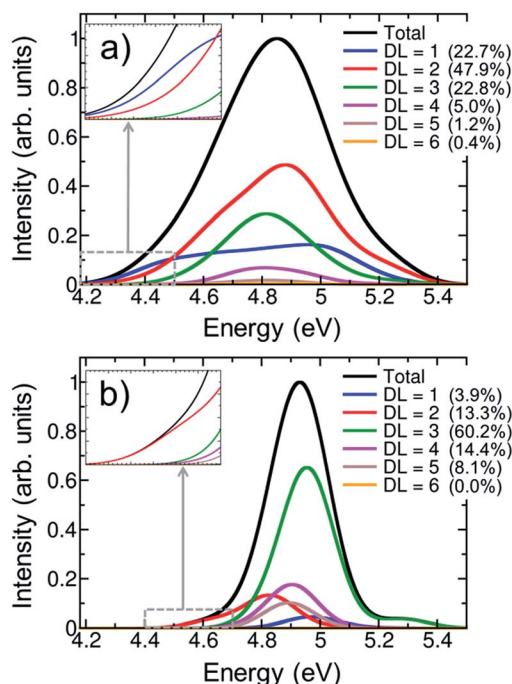 a)
Total
DL = 1 (22.7%)
DL = 2 (47.9%)
DL = 3 (22.8%)
DL = 4 (5.0%)
DL = 5 (1.2%)
DL = 6 (0.4%)
Intensity (arb. units)
1
0.8
0.6
0.4
0.2
0
4.2 4.4 4.6 4.8 5 5.2 5.4
Energy (eV)
b)
Total
DL = 1 (3.9%)
DL = 2 (13.3%)
DL = 3 (60.2%)
DL = 4 (14.4%)
DL = 5 (8.1%)
DL = 6 (0.0%)
Intensity (arb. units)
1
0.8
0.6
0.4
0.2
0
4.2 4.4 4.6 4.8 5 5.2 5.4
Energy (eV)